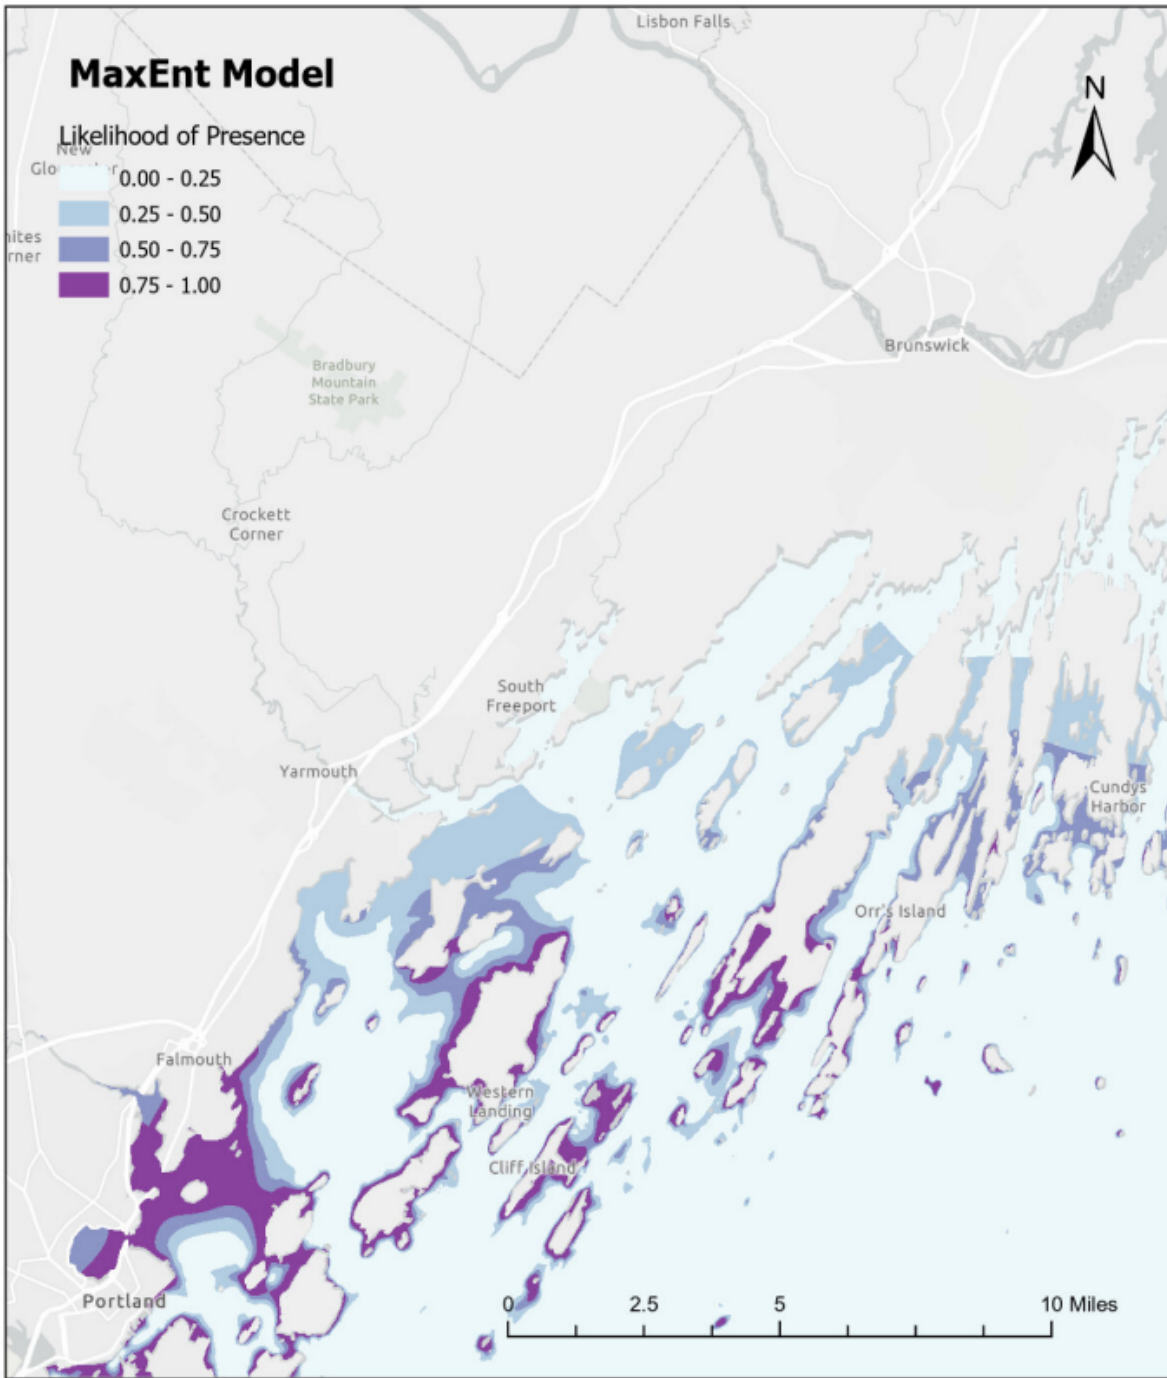 Lisbon Falls
MaxEnt Model
N
Likelihood of Presence
New
0.00 - 0.25
0.25 - 0.50
0.50 - 0.75
0.75 - 1.00
Brunswick
Bradbury
Mountain
State Park
Crockett
Corner
South
Freeport
Yarmouth
Cundys
Harbor
Orr's Island
Falmouth
Western
Landing
Cliff Island
Portland
0 2.5 5 10 Miles